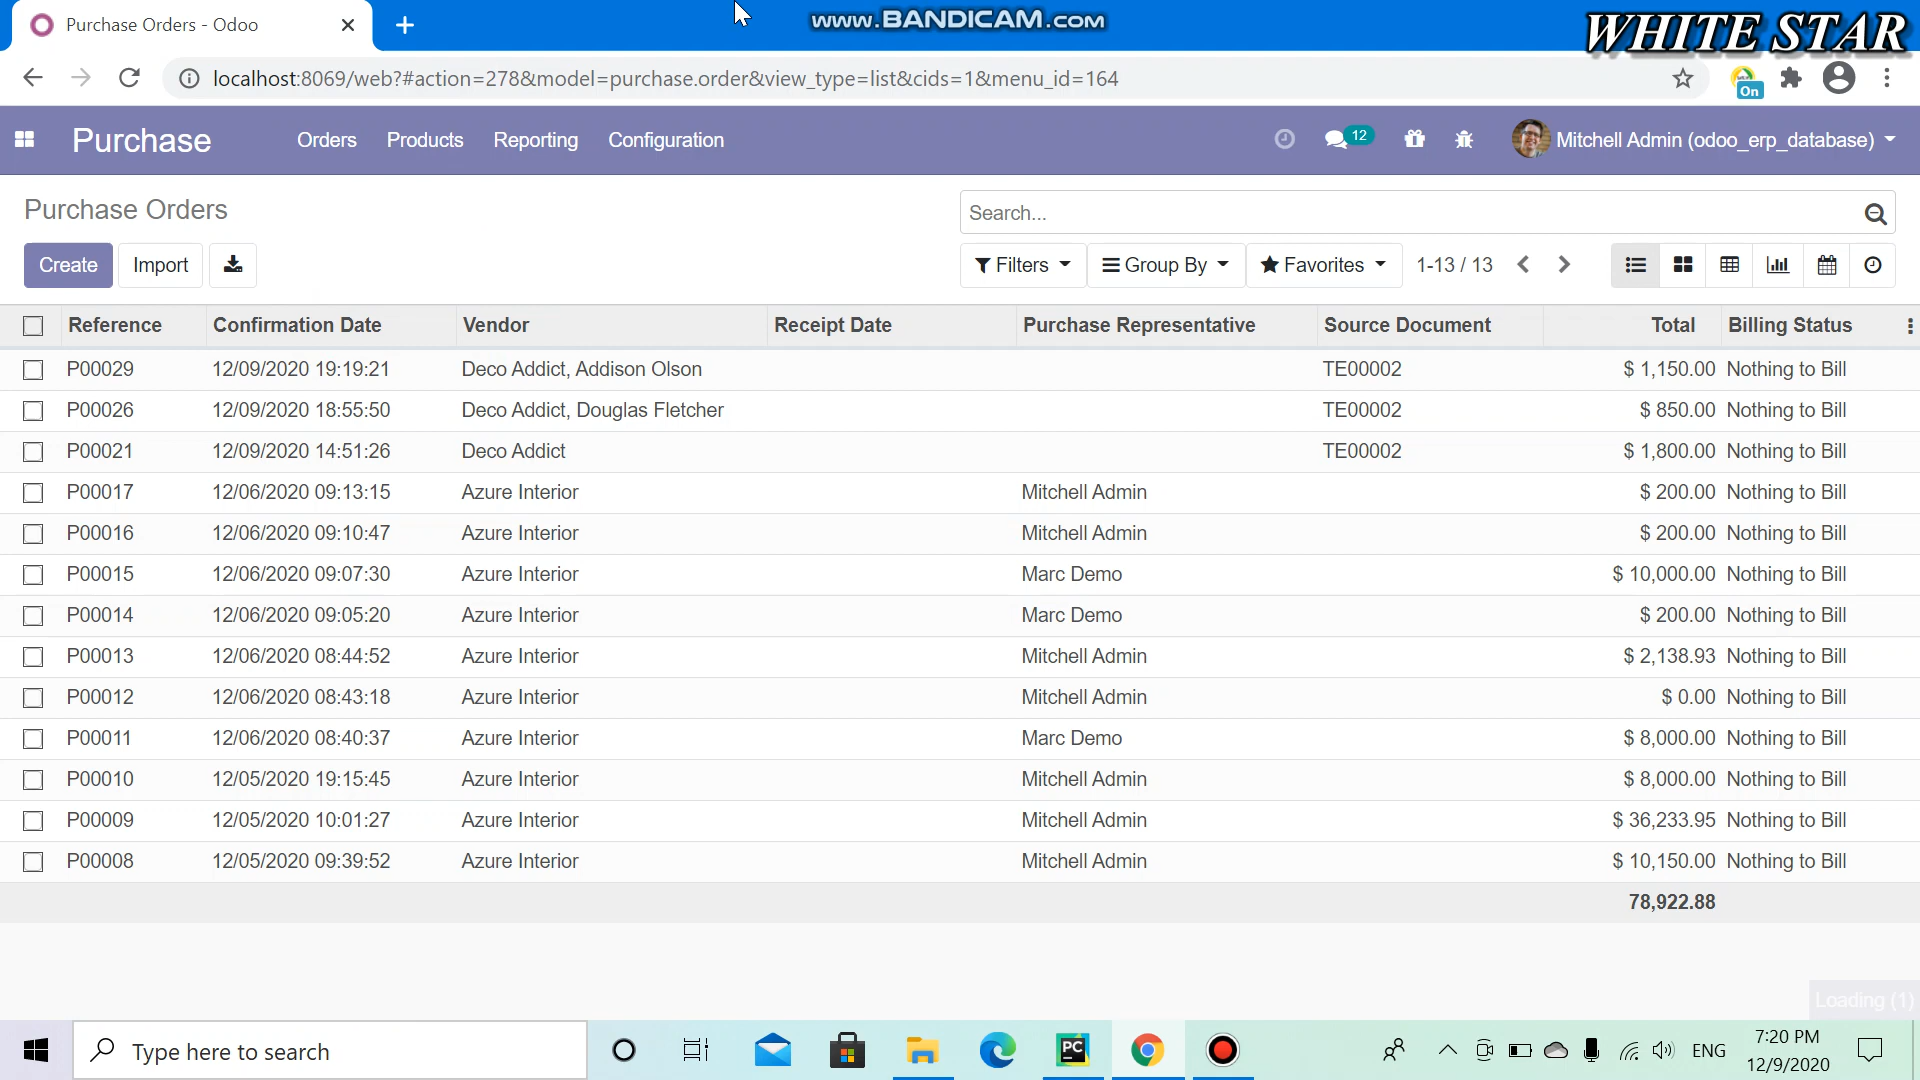 Purchase Orders - Odoo
www.BANDICAM.com
WHITE STAR
localhost:8069/web?#action=278&model=purchase.order&view_type=list&cids=1&menu_id=164
On
Purchase Orders Products Reporting Configuration 12 Mitchell Admin (odoo_erp_database)
Purchase Orders
Search...
Create Import Filters Group By Favorites 1-13 / 13
Reference Confirmation Date Vendor Receipt Date Purchase Representative Source Document Total Billing Status
P00029 12/09/2020 19:19:21 Deco Addict, Addison Olson TE00002 $ 1,150.00 Nothing to Bill
P00026 12/09/2020 18:55:50 Deco Addict, Douglas Fletcher TE00002 $ 850.00 Nothing to Bill
P00021 12/09/2020 14:51:26 Deco Addict TE00002 $ 1,800.00 Nothing to Bill
P00017 12/06/2020 09:13:15 Azure Interior Mitchell Admin $ 200.00 Nothing to Bill
P00016 12/06/2020 09:10:47 Azure Interior Mitchell Admin $ 200.00 Nothing to Bill
P00015 12/06/2020 09:07:30 Azure Interior Marc Demo $ 10,000.00 Nothing to Bill
P00014 12/06/2020 09:05:20 Azure Interior Marc Demo $ 200.00 Nothing to Bill
P00013 12/06/2020 08:44:52 Azure Interior Mitchell Admin $ 2,138.93 Nothing to Bill
P00012 12/06/2020 08:43:18 Azure Interior Mitchell Admin $ 0.00 Nothing to Bill
P00011 12/06/2020 08:40:37 Azure Interior Marc Demo $ 8,000.00 Nothing to Bill
P00010 12/05/2020 19:15:45 Azure Interior Mitchell Admin $ 8,000.00 Nothing to Bill
P00009 12/05/2020 10:01:27 Azure Interior Mitchell Admin $ 36,233.95 Nothing to Bill
P00008 12/05/2020 09:39:52 Azure Interior Mitchell Admin $ 10,150.00 Nothing to Bill
78,922.88
Loading (1)
Type here to search PC ENG 7:20 PM
12/9/2020